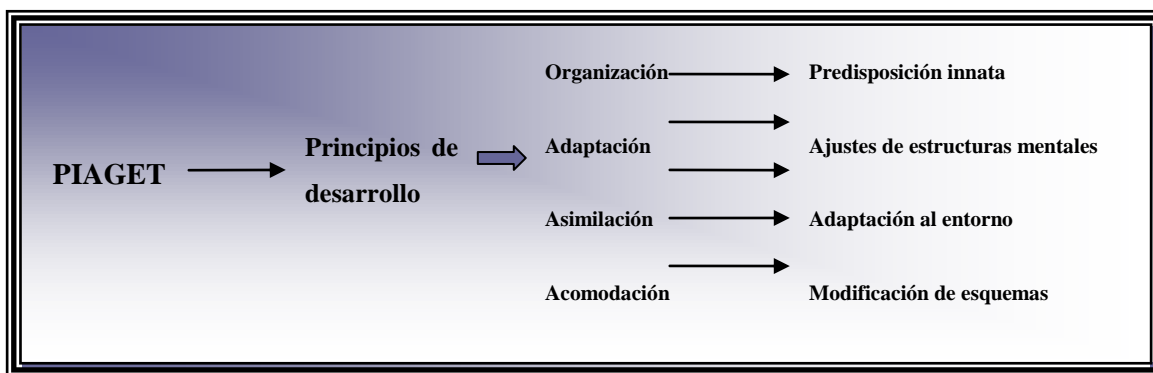 PIAGET
Principios de
desarrollo
Organización
Predisposición innata
Adaptación
Ajustes de estructuras mentales
Asimilación
Adaptación al entorno
Acomodación
Modificación de esquemas